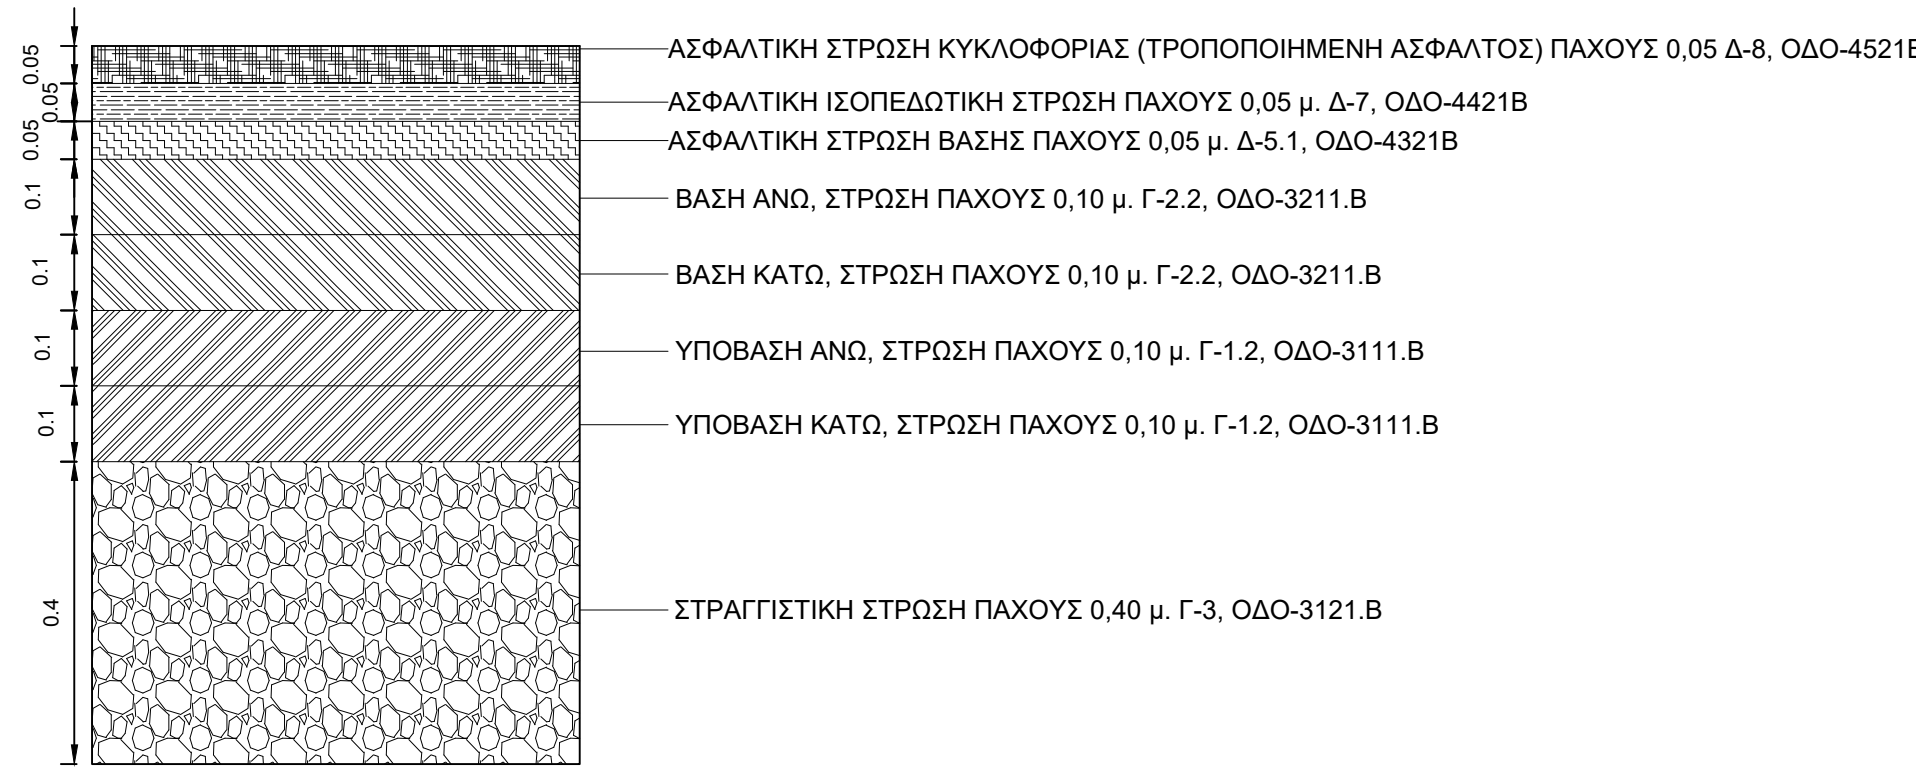 0.05
ΑΣΦΑΛΤΙΚΗ ΣΤΡΩΣΗ ΚΥΚΛΟΦΟΡΙΑΣ (ΤΡΟΠΟΠΟΙΗΜΕΝΗ ΑΣΦΑΛΤΟΣ) ΠΑΧΟΥΣ 0,05 Δ-8, ΟΔΟ-4521Β
0.05
ΑΣΦΑΛΤΙΚΗ ΙΣΟΠΕΔΩΤΙΚΗ ΣΤΡΩΣΗ ΠΑΧΟΥΣ 0,05 μ. Δ-7, ΟΔΟ-4421Β
0.05
ΑΣΦΑΛΤΙΚΗ ΣΤΡΩΣΗ ΒΑΣΗΣ ΠΑΧΟΥΣ 0,05 μ. Δ-5.1, ΟΔΟ-4321Β
0.1
ΒΑΣΗ ΑΝΩ, ΣΤΡΩΣΗ ΠΑΧΟΥΣ 0,10 μ. Γ-2.2, ΟΔΟ-3211.Β
0.1
ΒΑΣΗ ΚΑΤΩ, ΣΤΡΩΣΗ ΠΑΧΟΥΣ 0,10 μ. Γ-2.2, ΟΔΟ-3211.Β
0.1
ΥΠΟΒΑΣΗ ΑΝΩ, ΣΤΡΩΣΗ ΠΑΧΟΥΣ 0,10 μ. Γ-1.2, ΟΔΟ-3111.Β
0.1
ΥΠΟΒΑΣΗ ΚΑΤΩ, ΣΤΡΩΣΗ ΠΑΧΟΥΣ 0,10 μ. Γ-1.2, ΟΔΟ-3111.Β
0.4
ΣΤΡΑΓΓΙΣΤΙΚΗ ΣΤΡΩΣΗ ΠΑΧΟΥΣ 0,40 μ. Γ-3, ΟΔΟ-3121.Β